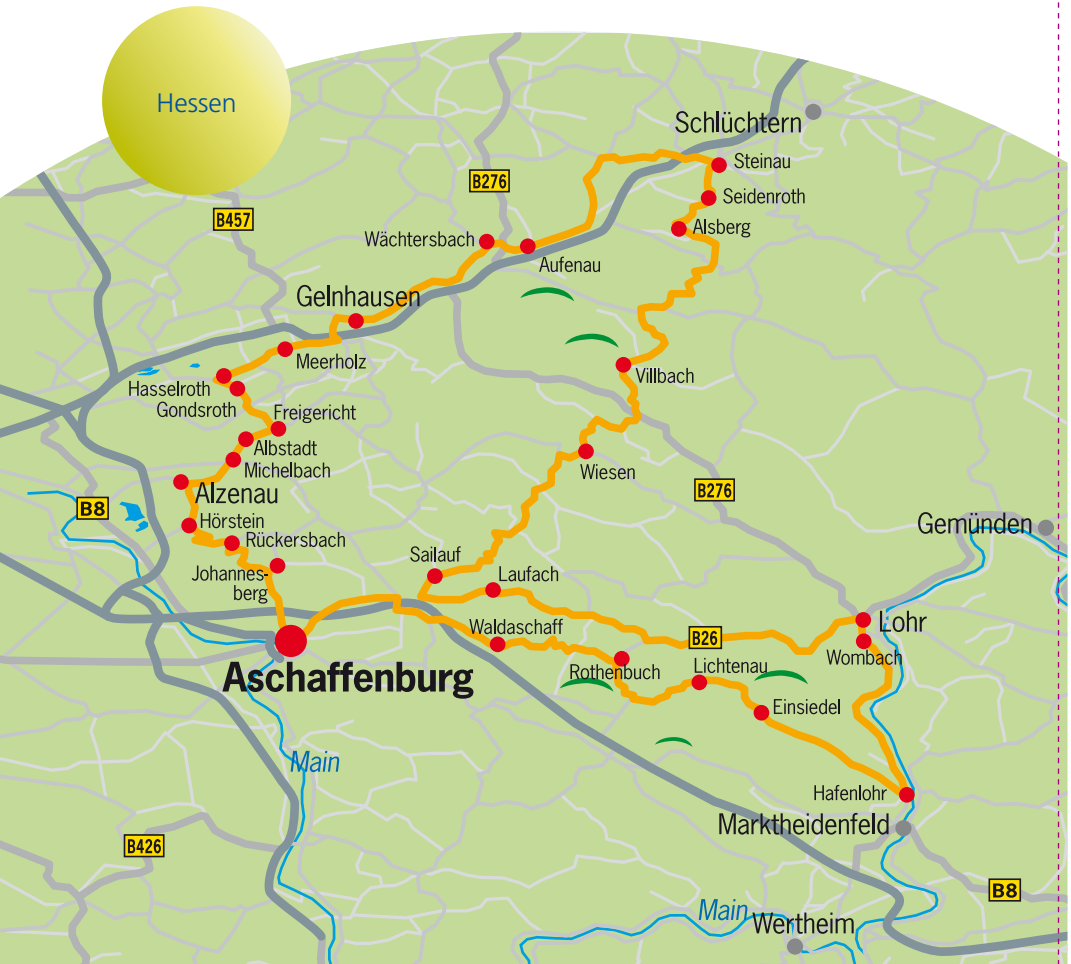 Hessen
Schlüchtern
Steinau
B276
Seidenroth
B457
Alsberg
Wächtersbach
Aufenau
Gelnhausen
Meerholz
Villbach
Hasselroth
Gondsroth
Freigericht
Albstadt
Michelbach
Wiesen
Alzenau
B276
B8
Hörstein
Gemünden
Rückersbach
Sailauf
Johannes-
berg
Laufach
Lohr
Waldaschaff
B26
Wombach
Aschaffenburg
Rothenbuch
Lichtenau
Einsiedel
Main
Hafenlohr
Marktheidenfeld
B426
B8
Main
Wertheim